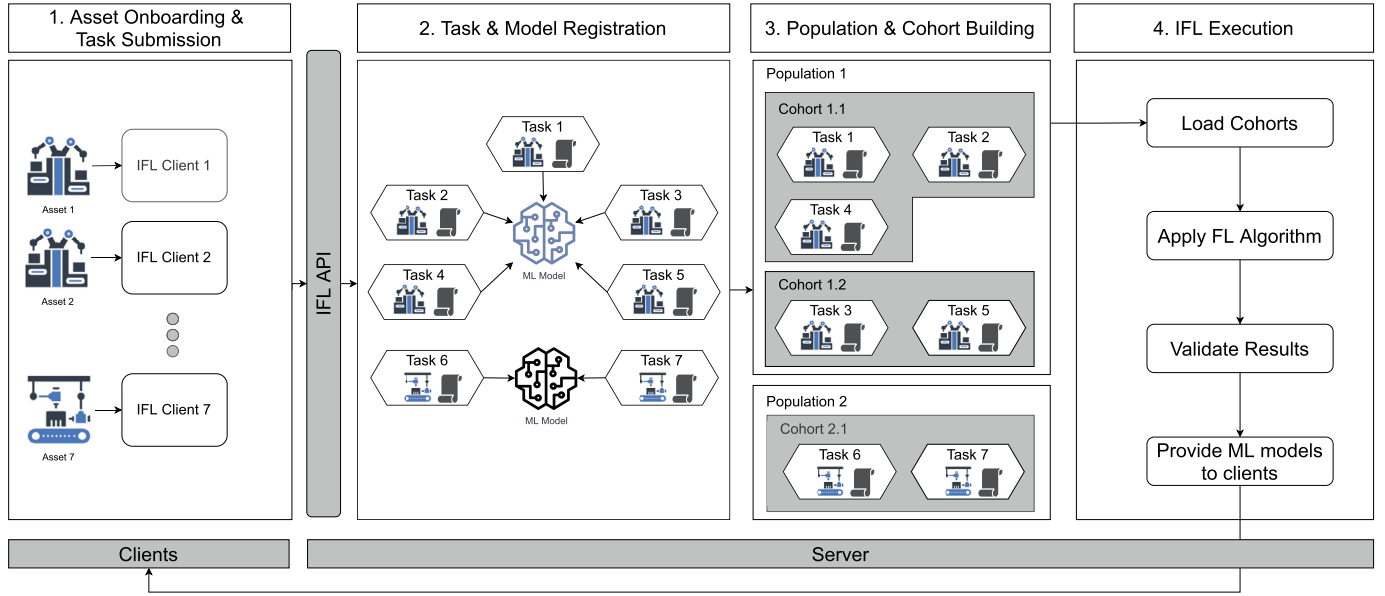 1. Asset Onboarding &
Task Submission
2. Task & Model Registration
3. Population & Cohort Building
4. IFL Execution
Asset 1
IFL Client 1
Asset 2
IFL Client 2
Asset 7
IFL Client 7
IFL API
Task 1
Task 2
Task 3
ML Model
Task 4
Task 5
Task 6
Task 7
ML Model
Population 1
Cohort 1.1
Task 1
Task 2
Task 4
Cohort 1.2
Task 3
Task 5
Population 2
Cohort 2.1
Task 6
Task 7
Load Cohorts
Apply FL Algorithm
Validate Results
Provide ML models
to clients
Clients
Server